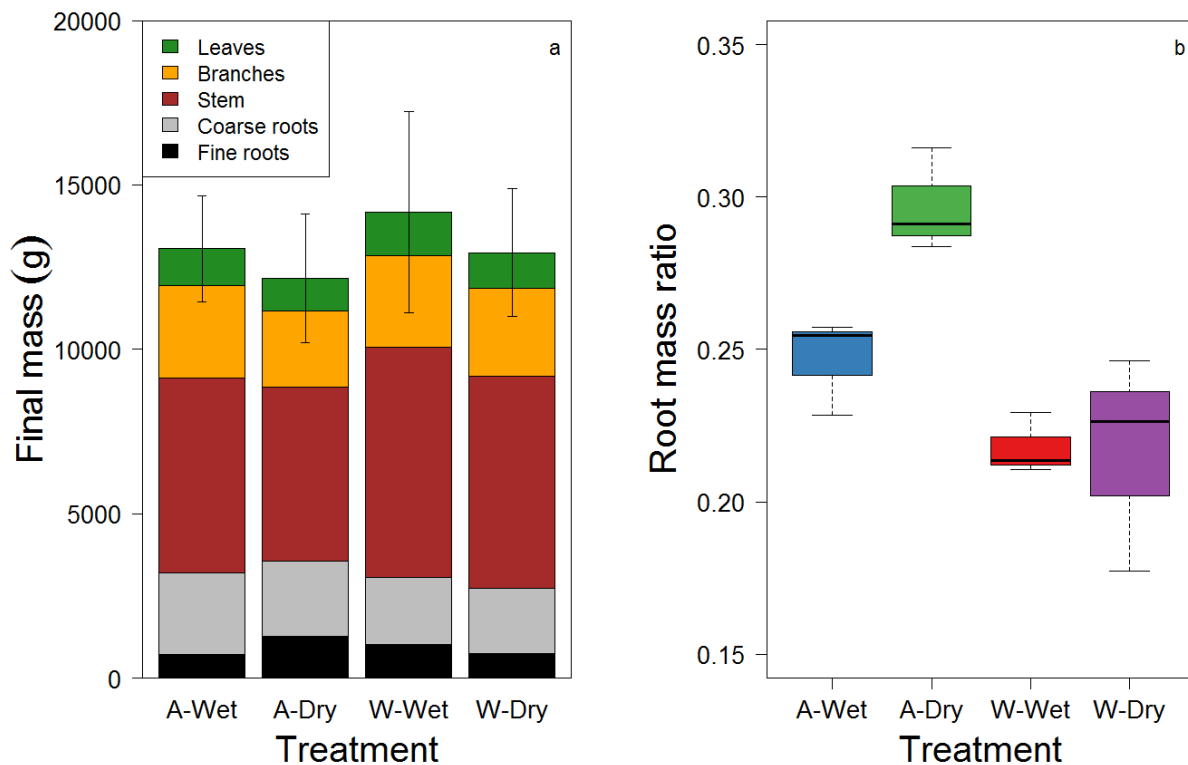 a
Leaves
Branches
Stem
Coarse roots
Fine roots
Final mass (g)
20000
15000
10000
5000
0
A-Wet A-Dry W-Wet W-Dry
Treatment
b
Root mass ratio
0.35
0.30
0.25
0.20
0.15
A-Wet A-Dry W-Wet W-Dry
Treatment